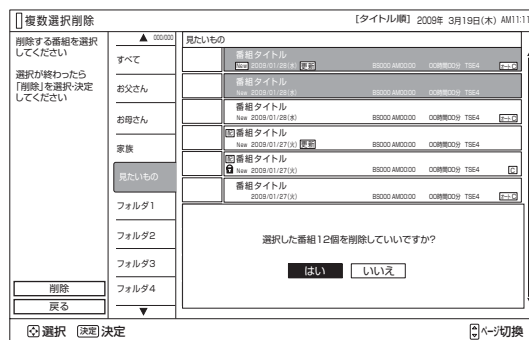 複数選択削除
[タイトル順] 2009年 3月19日(木) AM11:11
削除する番組を選択
してください
選択が終わったら
「削除」を選択・決定
してください
削除
戻る
▲ 000/000
すべて
お父さん
お母さん
家族
見たいもの
フォルダ1
フォルダ2
フォルダ3
フォルダ4
▼
見たいもの
番組タイトル
New 2009/01/28(水) 更新 BS000 AM00:00 00時間00分 TSE4 オートC
番組タイトル
New 2009/01/28(水) BS000 AM00:00 00時間00分 TSE4
番組タイトル
New 2009/01/28(水) BS000 AM00:00 00時間00分 TSE4 オートC
番組タイトル
New 2009/01/27(火) 更新 BS000 AM00:00 00時間00分 TSE4
番組タイトル
New 2009/01/27(火) BS000 AM00:00 00時間00分 TSE4 C
番組タイトル
2009/01/27(火) BS000 AM00:00 00時間00分 TSE4 オートC
選択した番組12個を削除していいですか?
はい いいえ
選択 決定 決定 ページ切換